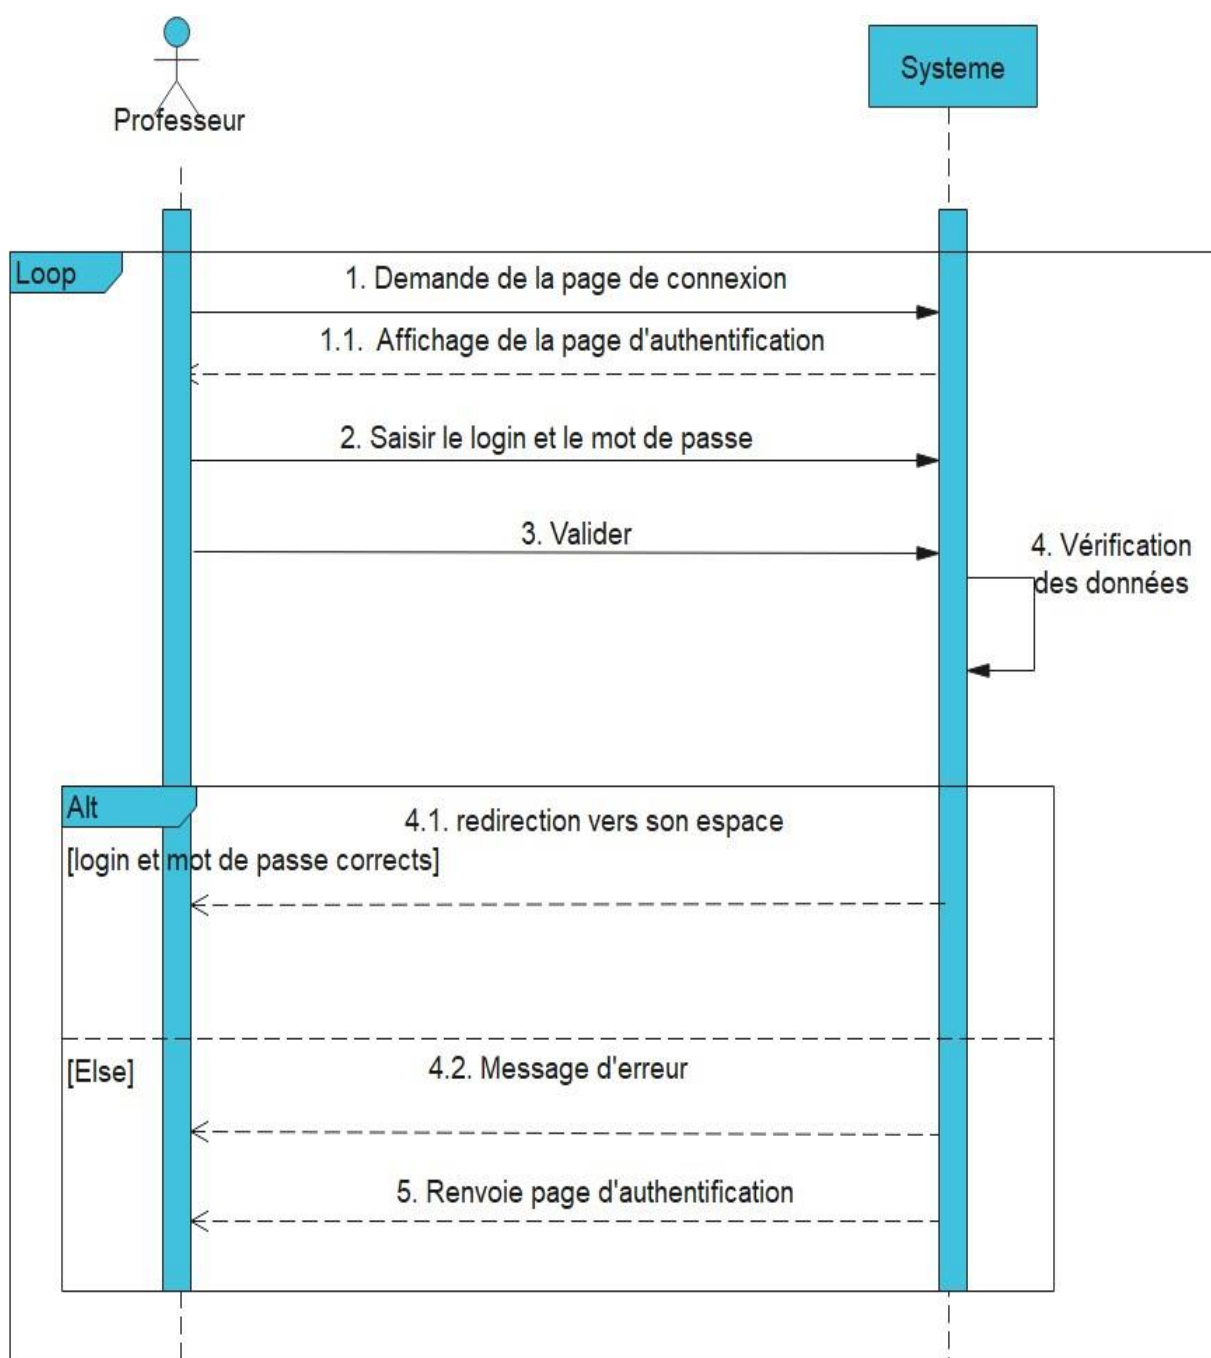 Professeur
Systeme
Loop
1. Demande de la page de connexion
1.1. Affichage de la page d'authentification
2. Saisir le login et le mot de passe
3. Valider
4. Vérification
des données
Alt
4.1. redirection vers son espace
[login et mot de passe corrects]
[Else]
4.2. Message d'erreur
5. Renvoie page d'authentification